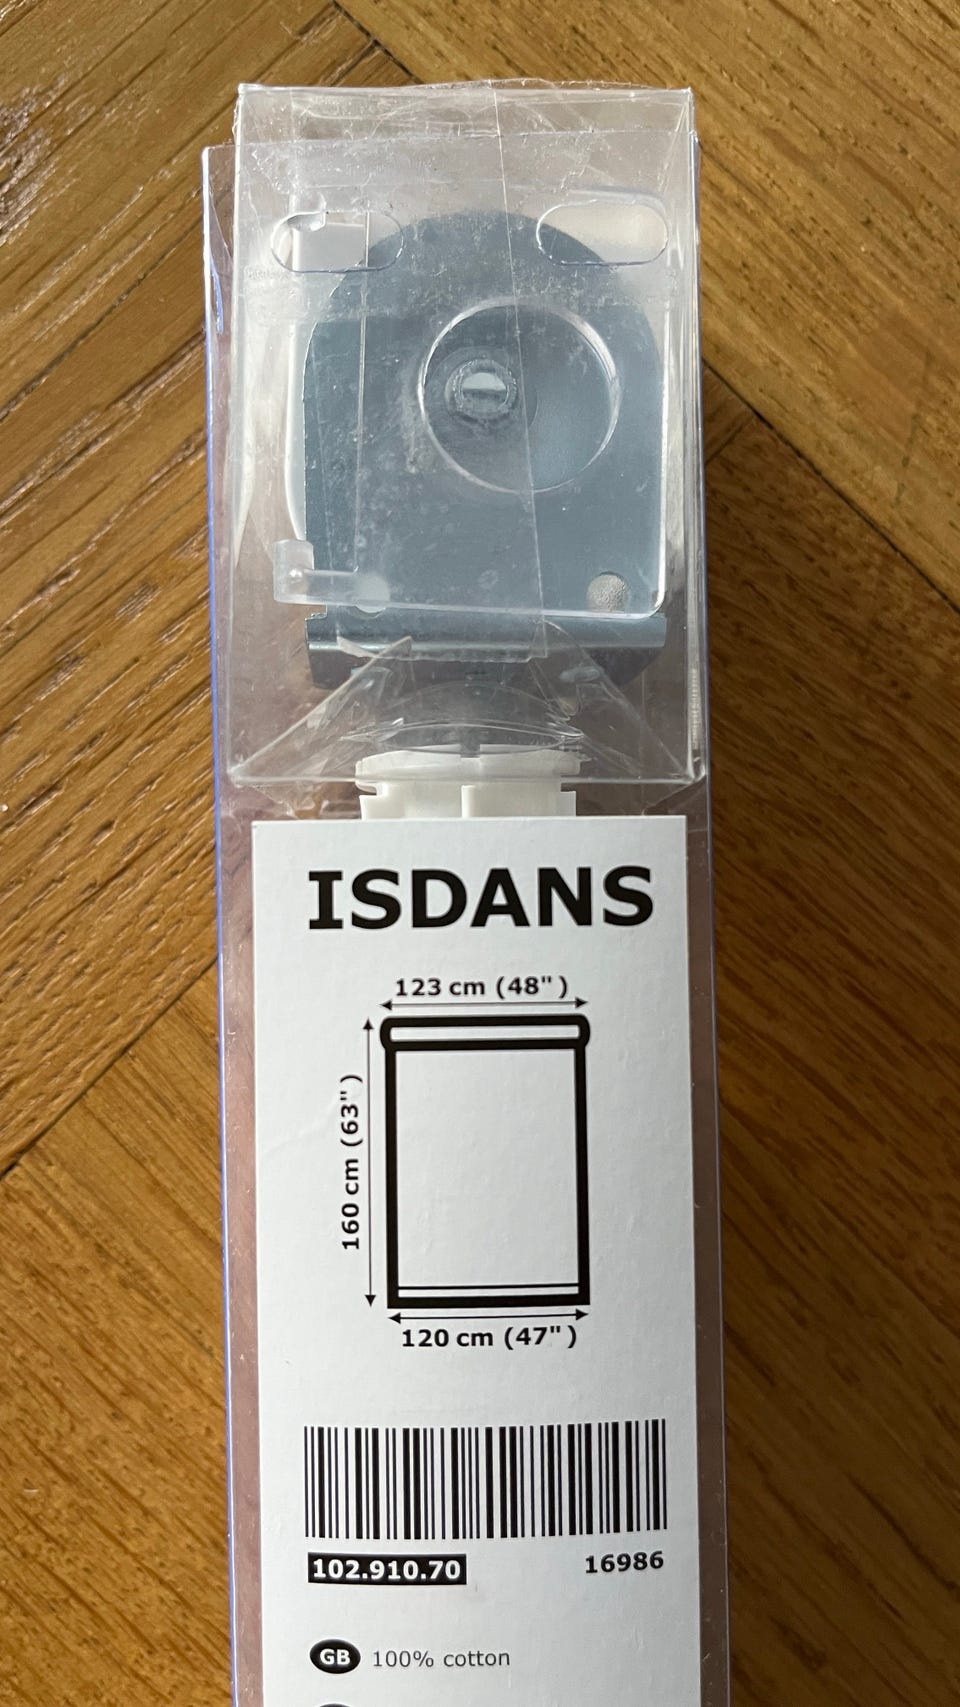 ISDANS
123 cm (48")
160 cm (63")
120 cm (47")
102.910.70 16986
GB 100% cotton